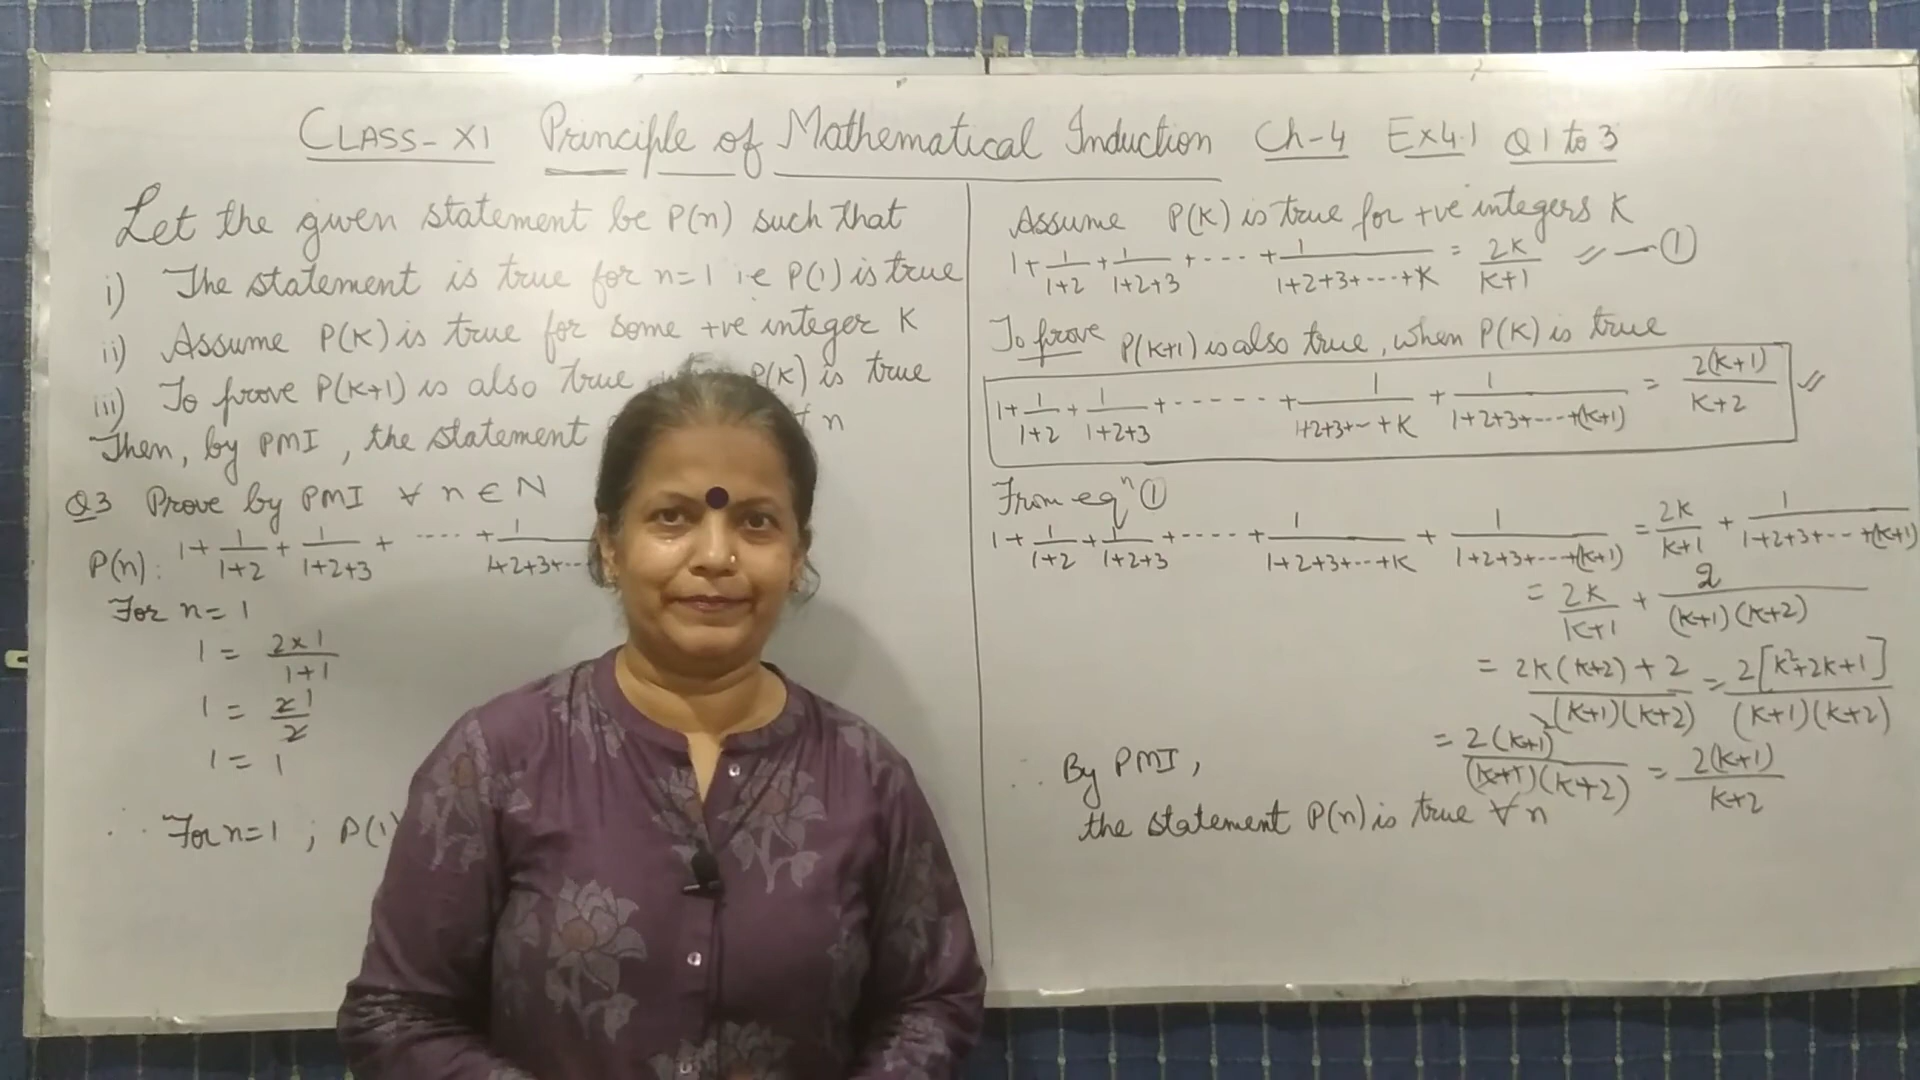 CLASS-XI Principle of Mathematical Induction Ch-4 Ex4.1 Q1 to 3
Let the given statement be P(n) such that
i) The statement is true for n=1 i.e P(1) is true
ii) Assume P(K) is true for some +ve integer K
iii) To prove P(K+1) is also true P(K) is true
Then, by PMI, the statement ∀ n
Q3 Prove by PMI ∀ n ∈ N
P(n): 1 + 1/(1+2) + 1/(1+2+3) + ---- + 1/(1+2+3+--
For n=1
1 = (2×1)/(1+1)
1 = 2̸1/2̸
1 = 1
∴ For n=1 ; P(1)
Assume P(K) is true for +ve integers K
1 + 1/(1+2) + 1/(1+2+3) + ---- + 1/(1+2+3+----+K) = 2K/(K+1) — ①
To prove P(K+1) is also true, when P(K) is true
1 + 1/(1+2) + 1/(1+2+3) + ------ + 1/(1+2+3+--+K) + 1/(1+2+3+----+(K+1)) = 2(K+1)/(K+2)
From eqⁿ ①
1 + 1/(1+2) + 1/(1+2+3) + ----- + 1/(1+2+3+---+K) + 1/(1+2+3+----+(K+1)) = 2K/(K+1) + 1/(1+2+3+---+(K+1))
= 2K/(K+1) + 2/((K+1)(K+2))
= (2K(K+2)+2)/((K+1)(K+2)) = 2[K²+2K+1]/((K+1)(K+2))
= 2(K+1)²/((K+1)(K+2)) = 2(K+1)/(K+2)
∴ By PMI,
the statement P(n) is true ∀ n